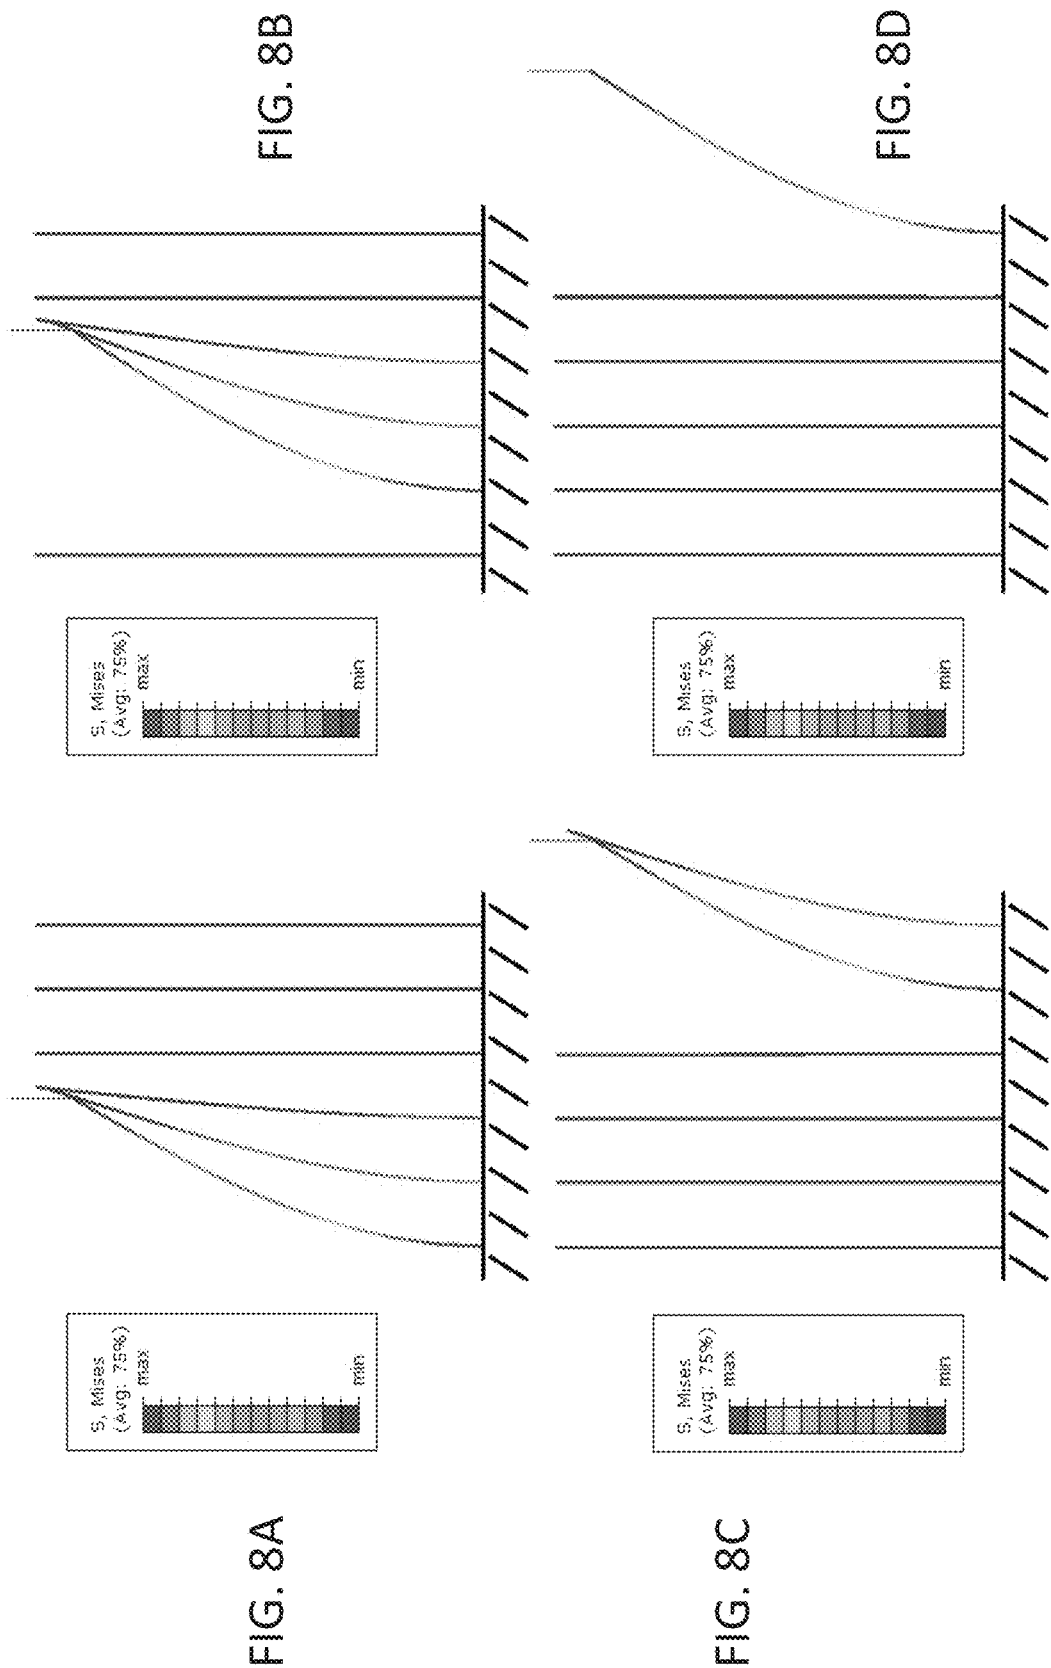 FIG. 8A
S, Mises
(Avg: 75%)
max
min
FIG. 8B
S, Mises
(Avg: 75%)
max
min
FIG. 8C
S, Mises
(Avg: 75%)
max
min
FIG. 8D
S, Mises
(Avg: 75%)
max
min